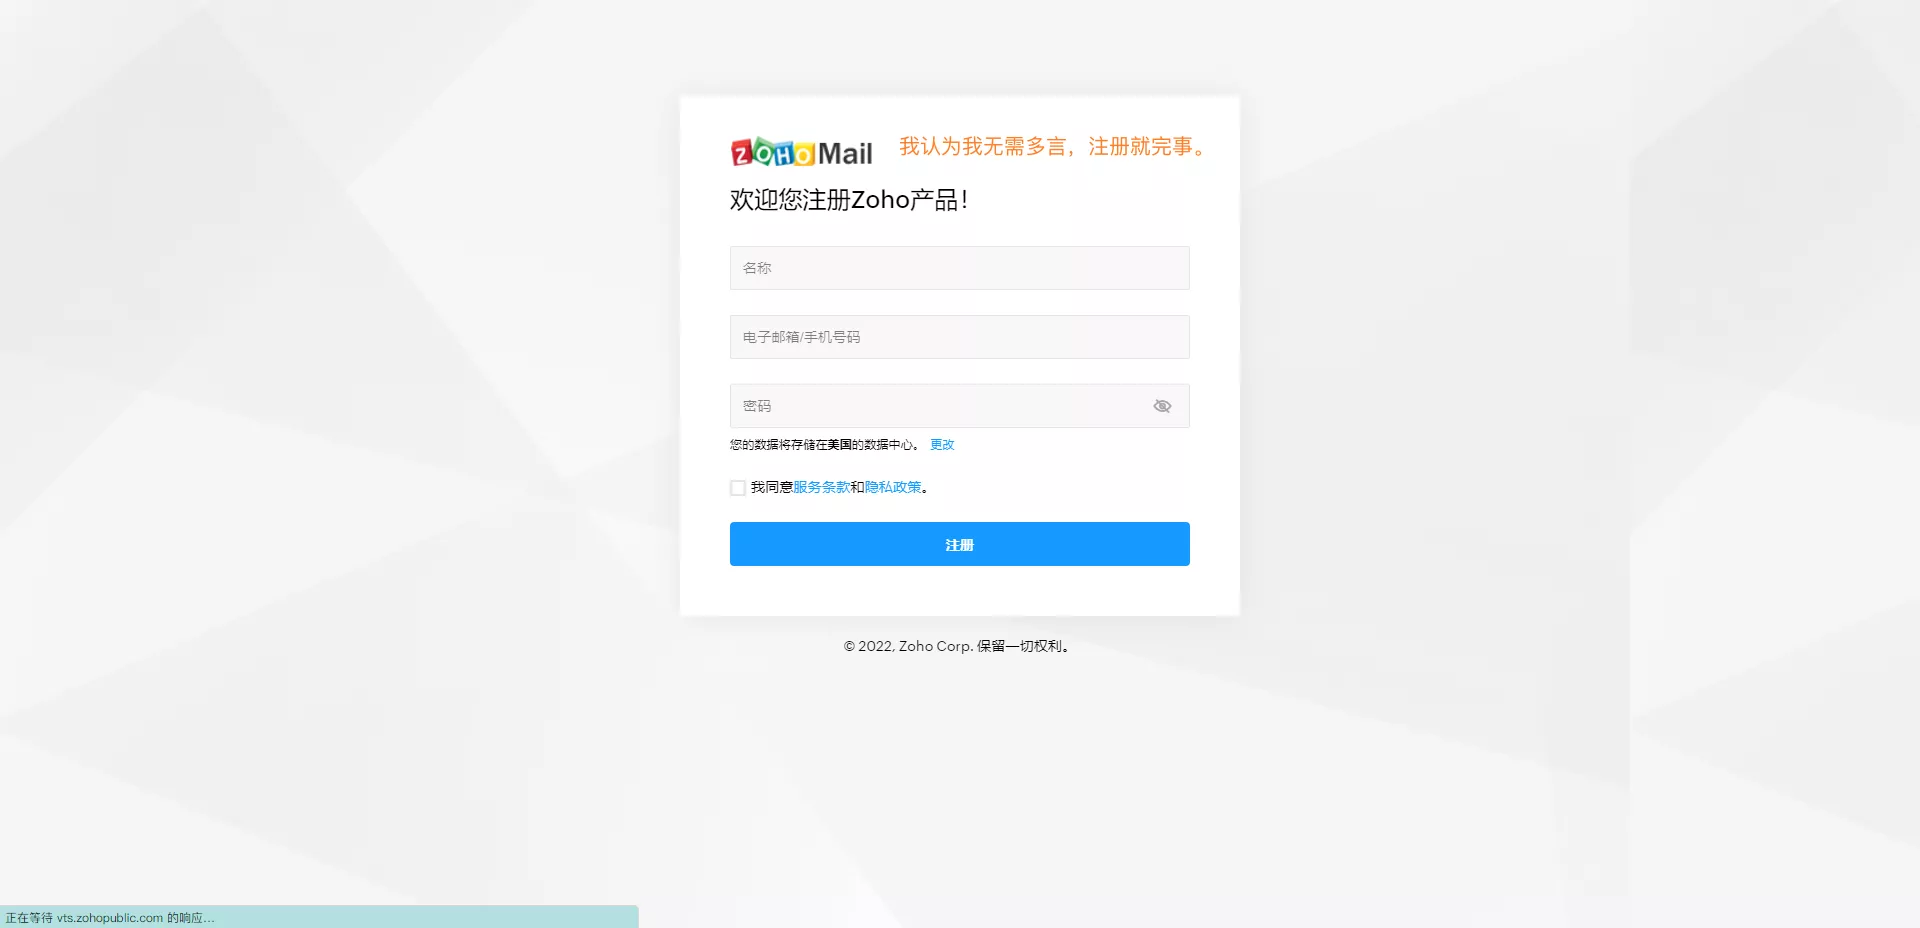 ZOHO Mail
我认为我无需多言，注册就完事。
欢迎您注册Zoho产品！
名称
电子邮箱/手机号码
密码
您的数据将存储在美国的数据中心。 更改
我同意服务条款和隐私政策。
注册
© 2022, Zoho Corp. 保留一切权利。
正在等待 vts.zohopublic.com 的响应...